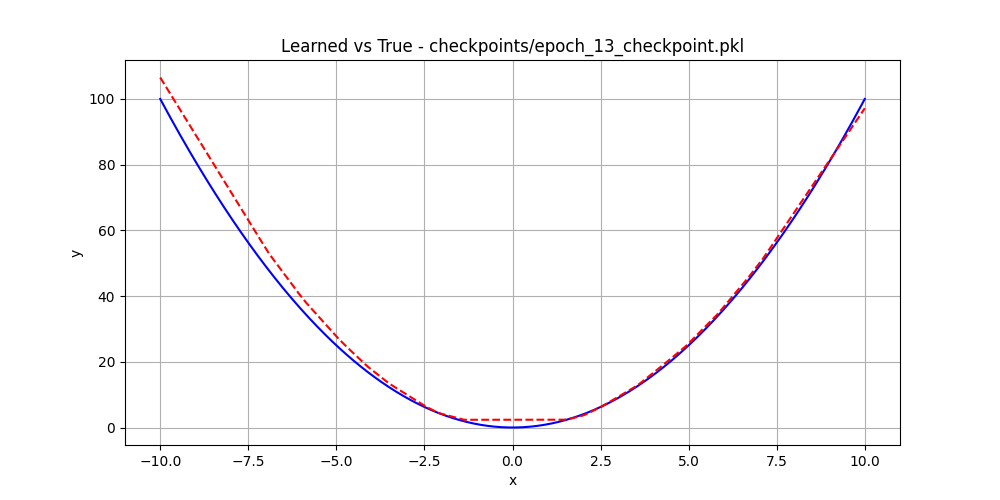 Learned vs True - checkpoints/epoch_13_checkpoint.pkl
100
80
60
40
20
0
y
−10.0 −7.5 −5.0 −2.5 0.0 2.5 5.0 7.5 10.0
x